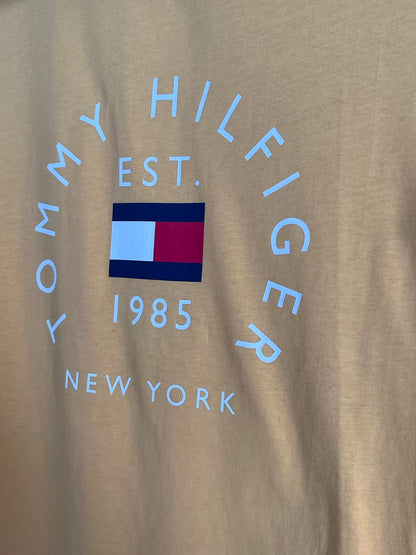 TOMMY HILFIGER
EST.
1985
NEW YORK